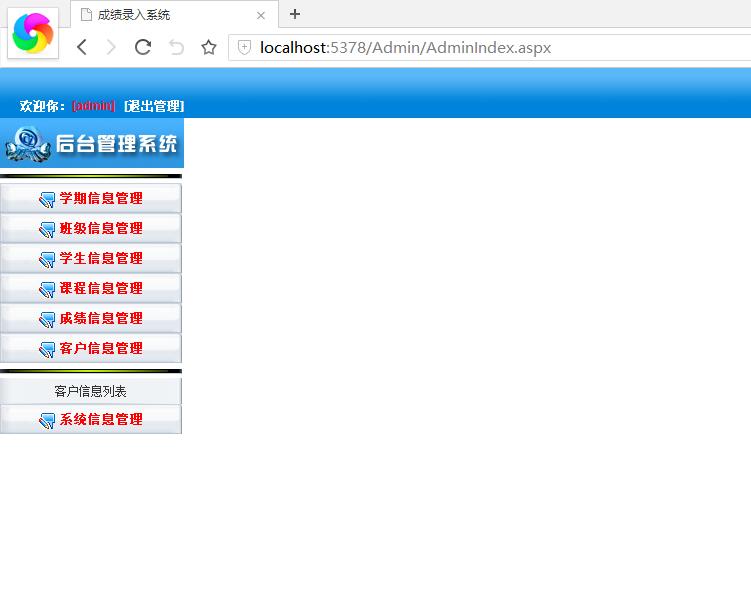 成绩录入系统
localhost:5378/Admin/AdminIndex.aspx
欢迎你：[admin] [退出管理]
后台管理系统
学期信息管理
班级信息管理
学生信息管理
课程信息管理
成绩信息管理
客户信息管理
客户信息列表
系统信息管理